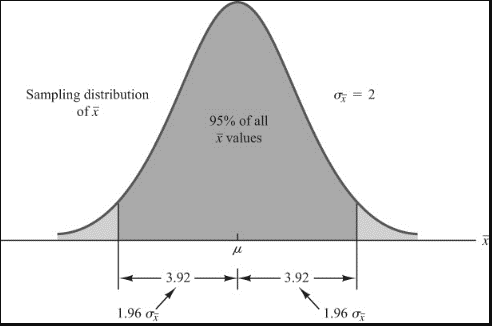 Sampling distribution
of x̄
σx̄ = 2
95% of all
x̄ values
x̄
μ
3.92
3.92
1.96 σx̄
1.96 σx̄